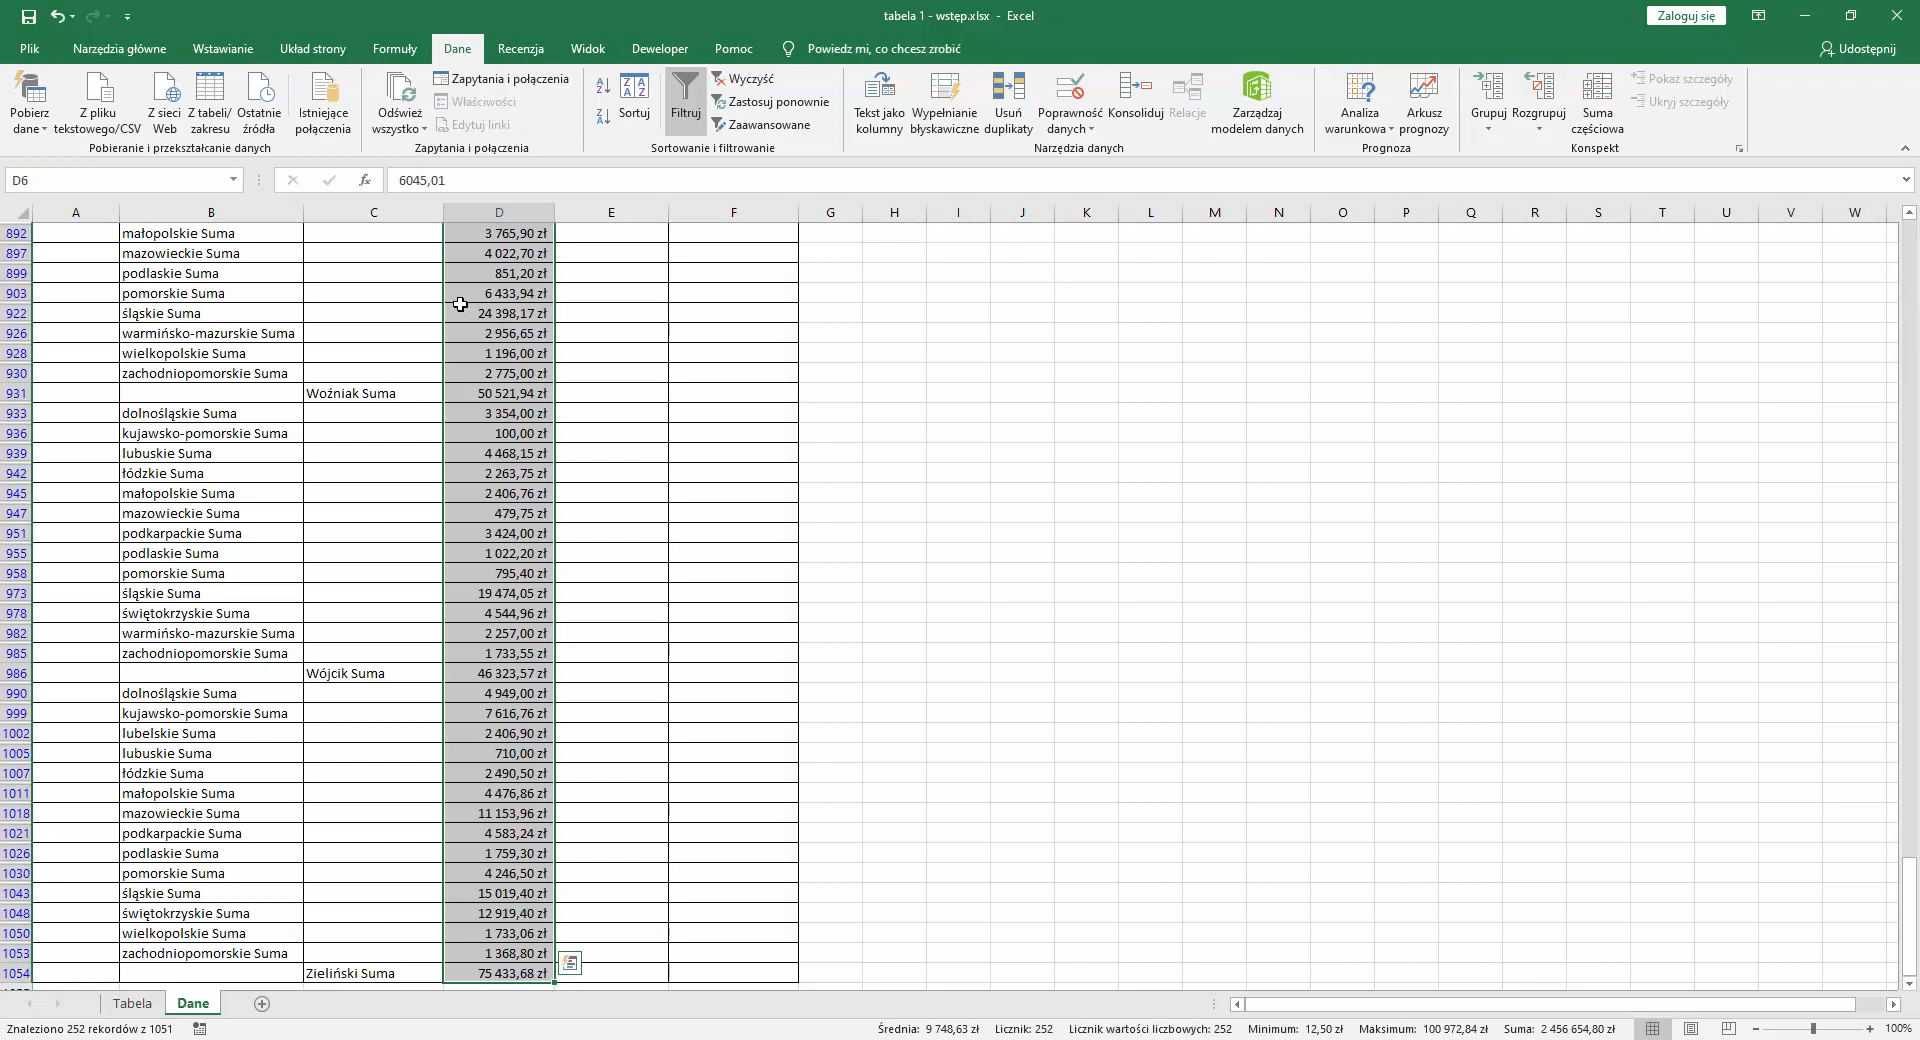 tabela 1 - wstęp.xlsx - Excel
Zaloguj się
Plik Narzędzia główne Wstawianie Układ strony Formuły Dane Recenzja Widok Deweloper Pomoc Powiedz mi, co chcesz zrobić Udostępnij
Pobierz dane
Z pliku tekstowego/CSV
Z sieci Web
Z tabeli/ zakresu
Ostatnie źródła
Istniejące połączenia
Pobieranie i przekształcanie danych
Odśwież wszystko
Zapytania i połączenia
Właściwości
Edytuj linki
Zapytania i połączenia
Sortuj
Filtruj
Wyczyść
Zastosuj ponownie
Zaawansowane
Sortowanie i filtrowanie
Tekst jako kolumny
Wypełnianie błyskawiczne
Usuń duplikaty
Poprawność danych
Konsoliduj
Relacje
Zarządzaj modelem danych
Narzędzia danych
Analiza warunkowa
Arkusz prognozy
Prognoza
Grupuj
Rozgrupuj
Suma częściowa
Pokaż szczegóły
Ukryj szczegóły
Konspekt
D6 fx 6045,01
A B C D E F G H I J K L M N O P Q R S T U V W
892 małopolskie Suma 3 765,90 zł
897 mazowieckie Suma 4 022,70 zł
899 podlaskie Suma 851,20 zł
903 pomorskie Suma 6 433,94 zł
922 śląskie Suma 24 398,17 zł
926 warmińsko-mazurskie Suma 2 956,65 zł
928 wielkopolskie Suma 1 196,00 zł
930 zachodniopomorskie Suma 2 775,00 zł
931 Woźniak Suma 50 521,94 zł
933 dolnośląskie Suma 3 354,00 zł
936 kujawsko-pomorskie Suma 100,00 zł
939 lubuskie Suma 4 468,15 zł
942 łódzkie Suma 2 263,75 zł
945 małopolskie Suma 2 406,76 zł
947 mazowieckie Suma 479,75 zł
951 podkarpackie Suma 3 424,00 zł
955 podlaskie Suma 1 022,20 zł
958 pomorskie Suma 795,40 zł
973 śląskie Suma 19 474,05 zł
978 świętokrzyskie Suma 4 544,96 zł
982 warmińsko-mazurskie Suma 2 257,00 zł
985 zachodniopomorskie Suma 1 733,55 zł
986 Wójcik Suma 46 323,57 zł
990 dolnośląskie Suma 4 949,00 zł
999 kujawsko-pomorskie Suma 7 616,76 zł
1002 lubelskie Suma 2 406,90 zł
1005 lubuskie Suma 710,00 zł
1007 łódzkie Suma 2 490,50 zł
1011 małopolskie Suma 4 476,86 zł
1018 mazowieckie Suma 11 153,96 zł
1021 podkarpackie Suma 4 583,24 zł
1026 podlaskie Suma 1 759,30 zł
1030 pomorskie Suma 4 246,50 zł
1043 śląskie Suma 15 019,40 zł
1048 świętokrzyskie Suma 12 919,40 zł
1050 wielkopolskie Suma 1 733,06 zł
1053 zachodniopomorskie Suma 1 368,80 zł
1054 Zieliński Suma 75 433,68 zł
Tabela Dane
Znaleziono 252 rekordów z 1051 Średnia: 9 748,63 zł Licznik: 252 Licznik wartości liczbowych: 252 Minimum: 12,50 zł Maksimum: 100 972,84 zł Suma: 2 456 654,80 zł 100%